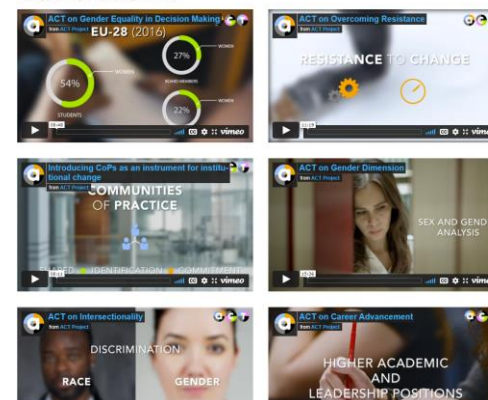 ACT on Gender Equality in Decision Making
from ACT Project
EU-28 (2016)
54%
WOMEN
STUDENTS
27%
WOMEN
BOARD MEMBERS
22%
WOMEN
vimeo
ACT on Overcoming Resistance
from ACT Project
RESISTANCE TO CHANGE
vimeo
Introducing CoPs as an instrument for institu-
tional change
from ACT Project
COMMUNITIES
OF PRACTICE
IDENTIFICATION COMMITMENT
vimeo
ACT on Gender Dimension
from ACT Project
SEX AND GEND
ANALYSIS
vimeo
ACT on Intersectionality
from ACT Project
DISCRIMINATION
RACE
GENDER
ACT on Career Advancement
from ACT Project
HIGHER ACADEMIC
AND
LEADERSHIP POSITIONS